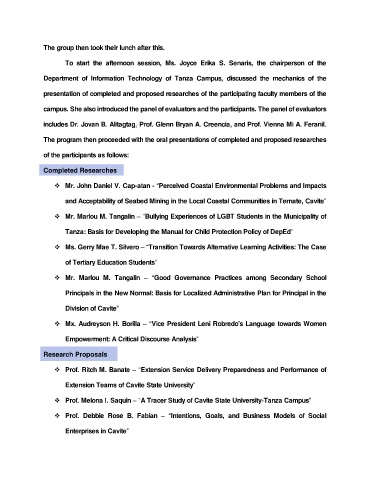 The group then took their lunch after this.
To start the afternoon session, Ms. Joyce Erika S. Senaris, the chairperson of the
Department of Information Technology of Tanza Campus, discussed the mechanics of the
presentation of completed and proposed researches of the participating faculty members of the
campus. She also introduced the panel of evaluators and the participants. The panel of evaluators
includes Dr. Jovan B. Alitagtag, Prof. Glenn Bryan A. Creencia, and Prof. Vienna Mi A. Feranil.
The program then proceeded with the oral presentations of completed and proposed researches
of the participants as follows:
Completed Researches
❖ Mr. John Daniel V. Cap-atan - “Perceived Coastal Environmental Problems and Impacts
and Acceptability of Seabed Mining in the Local Coastal Communities in Ternate, Cavite”
❖ Mr. Marlou M. Tangalin – “Bullying Experiences of LGBT Students in the Municipality of
Tanza: Basis for Developing the Manual for Child Protection Policy of DepEd”
❖ Ms. Gerry Mae T. Silvero – “Transition Towards Alternative Learning Activities: The Case
of Tertiary Education Students”
❖ Mr. Marlou M. Tangalin – “Good Governance Practices among Secondary School
Principals in the New Normal: Basis for Localized Administrative Plan for Principal in the
Division of Cavite”
❖ Mx. Audreyson H. Borilla – “Vice President Leni Robredo's Language towards Women
Empowerment: A Critical Discourse Analysis”
Research Proposals
❖ Prof. Ritch M. Banate – “Extension Service Delivery Preparedness and Performance of
Extension Teams of Cavite State University”
❖ Prof. Melona I. Saquin – “A Tracer Study of Cavite State University-Tanza Campus”
❖ Prof. Debbie Rose B. Fabian – “Intentions, Goals, and Business Models of Social
Enterprises in Cavite”